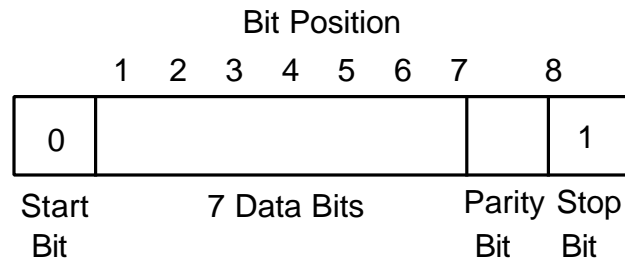 Bit Position
1 2 3 4 5 6 7 8
0 1
Start 7 Data Bits Parity Stop
Bit Bit Bit